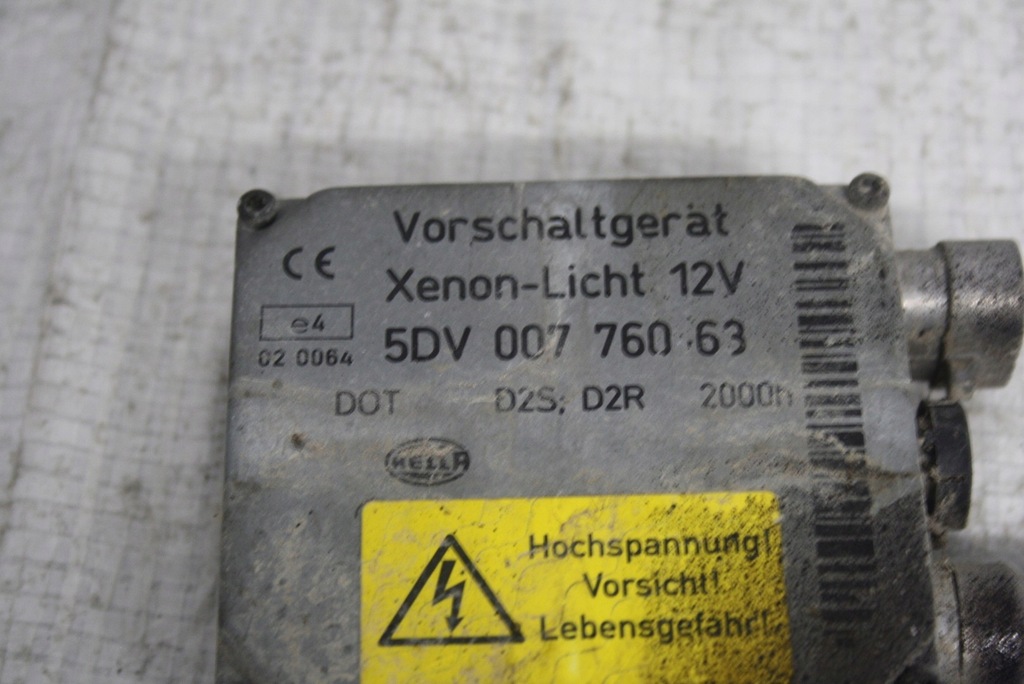 Vorschaltgerät
CE
Xenon-Licht 12V
e4
02 0064
5DV 007 760-63
DOT D2S; D2R 2000h
HELLA
Hochspannung!
Vorsicht!
Lebensgefahr!